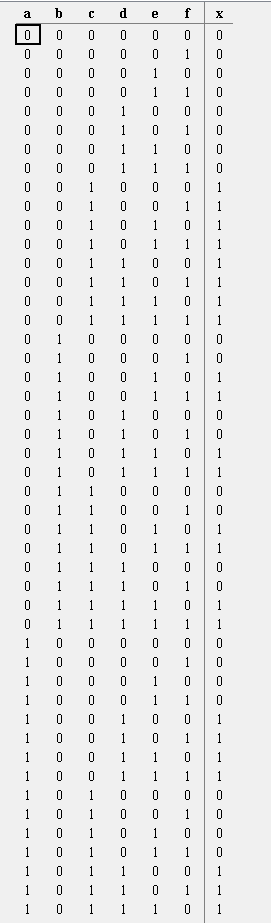 a b c d e f x
0 0 0 0 0 0 0
0 0 0 0 0 1 0
0 0 0 0 1 0 0
0 0 0 0 1 1 0
0 0 0 1 0 0 0
0 0 0 1 0 1 0
0 0 0 1 1 0 0
0 0 0 1 1 1 0
0 0 1 0 0 0 1
0 0 1 0 0 1 1
0 0 1 0 1 0 1
0 0 1 0 1 1 1
0 0 1 1 0 0 1
0 0 1 1 0 1 1
0 0 1 1 1 0 1
0 0 1 1 1 1 1
0 1 0 0 0 0 0
0 1 0 0 0 1 0
0 1 0 0 1 0 1
0 1 0 0 1 1 1
0 1 0 1 0 0 0
0 1 0 1 0 1 0
0 1 0 1 1 0 1
0 1 0 1 1 1 1
0 1 1 0 0 0 0
0 1 1 0 0 1 0
0 1 1 0 1 0 1
0 1 1 0 1 1 1
0 1 1 1 0 0 0
0 1 1 1 0 1 0
0 1 1 1 1 0 1
0 1 1 1 1 1 1
1 0 0 0 0 0 0
1 0 0 0 0 1 0
1 0 0 0 1 0 0
1 0 0 0 1 1 0
1 0 0 1 0 0 1
1 0 0 1 0 1 1
1 0 0 1 1 0 1
1 0 0 1 1 1 1
1 0 1 0 0 0 0
1 0 1 0 0 1 0
1 0 1 0 1 0 0
1 0 1 0 1 1 0
1 0 1 1 0 0 1
1 0 1 1 0 1 1
1 0 1 1 1 0 1